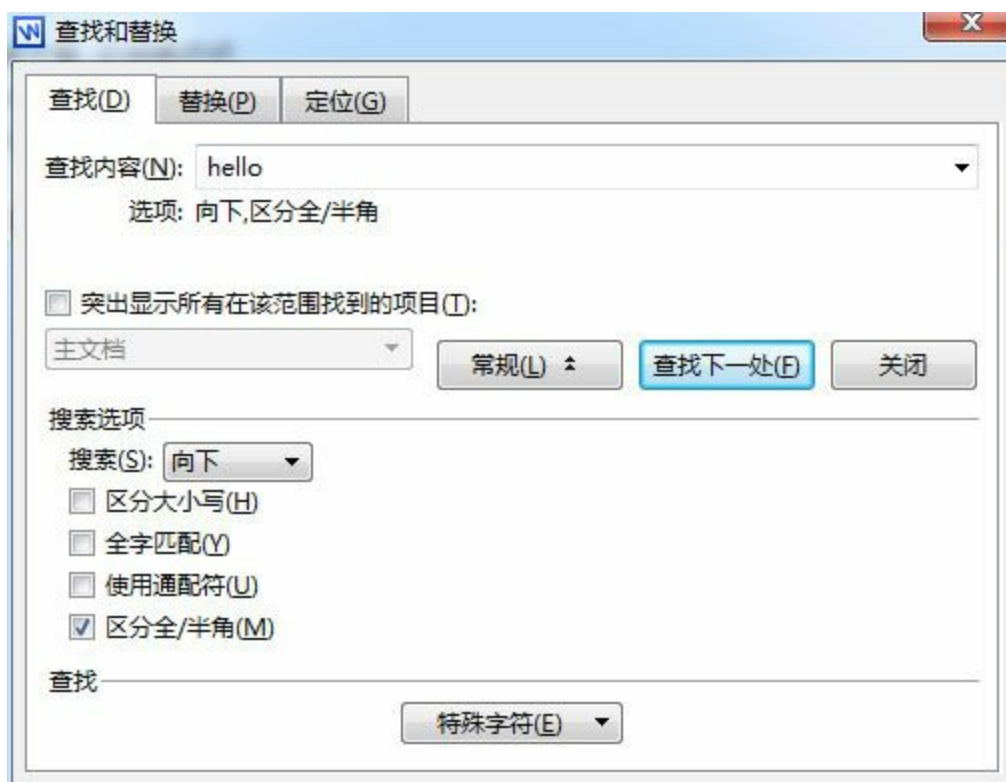 查找和替换
查找(D) 替换(P) 定位(G)
查找内容(N): hello
选项: 向下,区分全/半角
突出显示所有在该范围找到的项目(T):
主文档 常规(L) 查找下一处(F) 关闭
搜索选项
搜索(S): 向下
区分大小写(H)
全字匹配(Y)
使用通配符(U)
区分全/半角(M)
查找
特殊字符(E)